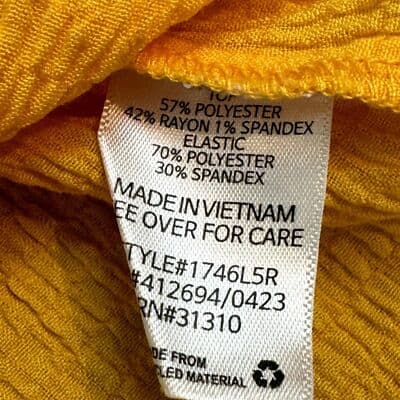 TOP
57% POLYESTER
42% RAYON 1% SPANDEX
ELASTIC
70% POLYESTER
30% SPANDEX
MADE IN VIETNAM
EE OVER FOR CARE
TYLE#1746L5R
#412694/0423
RN#31310
DE FROM
CLED MATERIAL